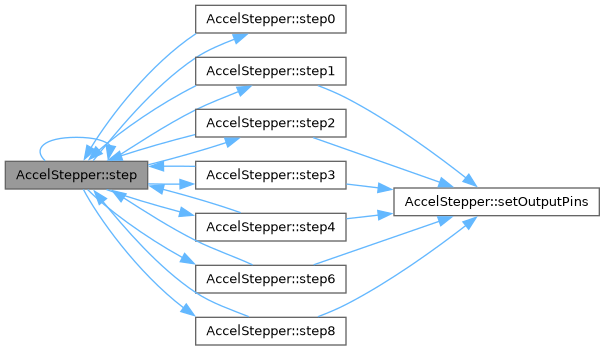 AccelStepper::step0
AccelStepper::step1
AccelStepper::step2
AccelStepper::step
AccelStepper::step3
AccelStepper::setOutputPins
AccelStepper::step4
AccelStepper::step6
AccelStepper::step8